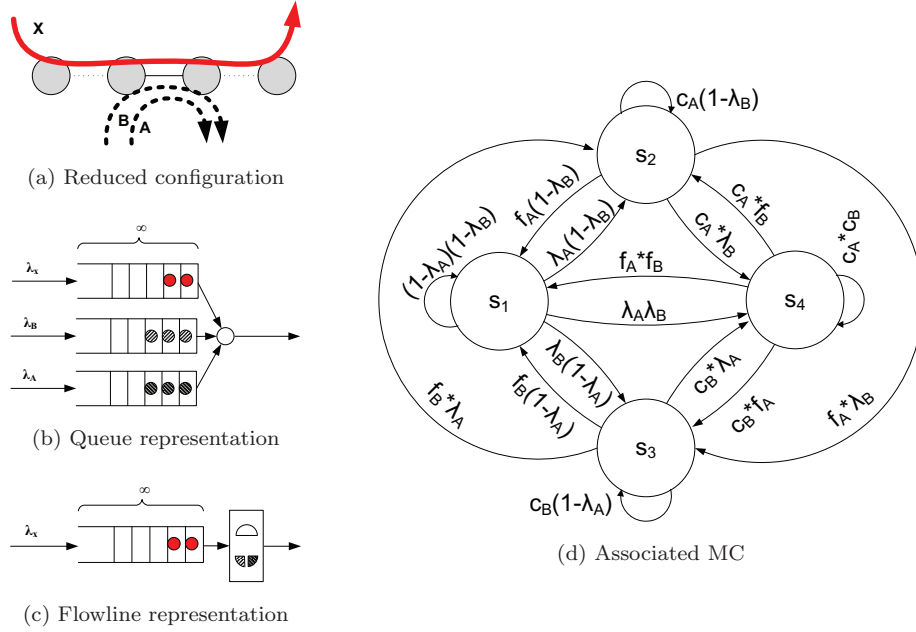 X
B
A
(a) Reduced configuration
∞
λx
λB
λA
(b) Queue representation
∞
λx
(c) Flowline representation
cA(1-λB)
s2
fA(1-λB)
λA(1-λB)
cA*fB
cA*λB
(1-λA)(1-λB)
cA*cB
s1
fA*fB
λAλB
s4
λB(1-λA)
fB(1-λA)
cB*λA
cB*fA
fB*λA
fA*λB
s3
cB(1-λA)
(d) Associated MC